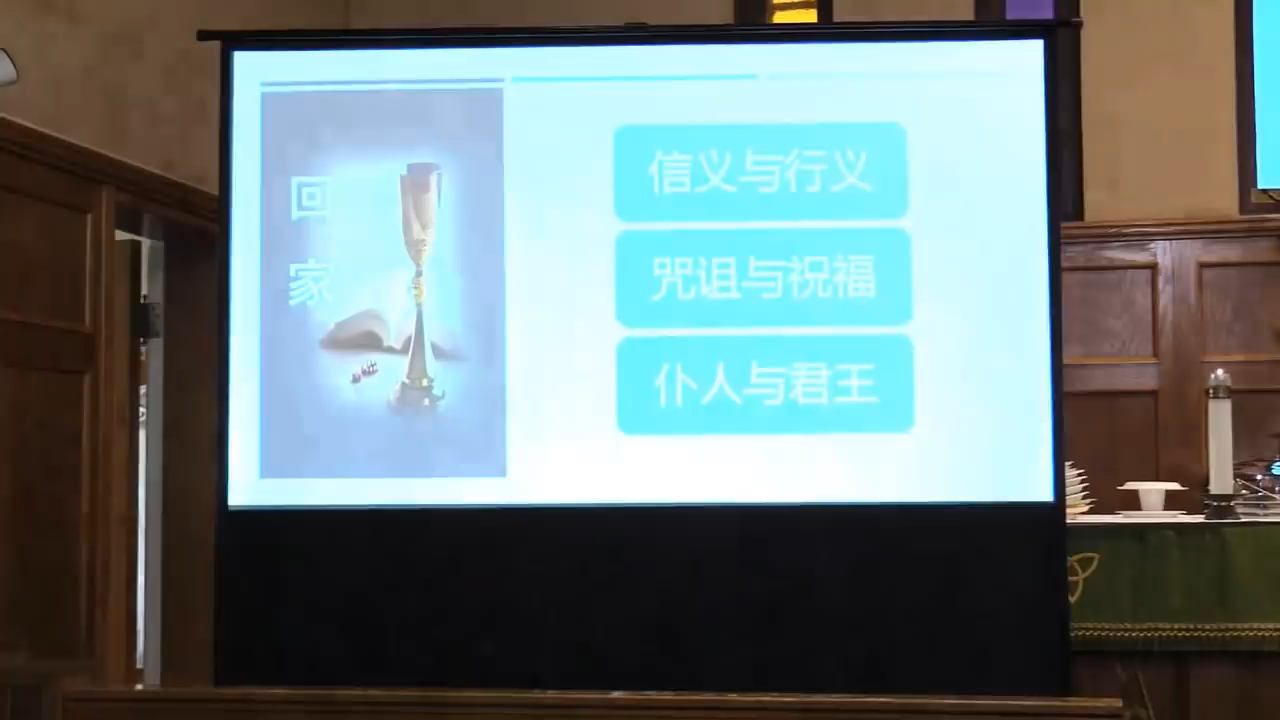 回
家
信义与行义
咒诅与祝福
仆人与君王